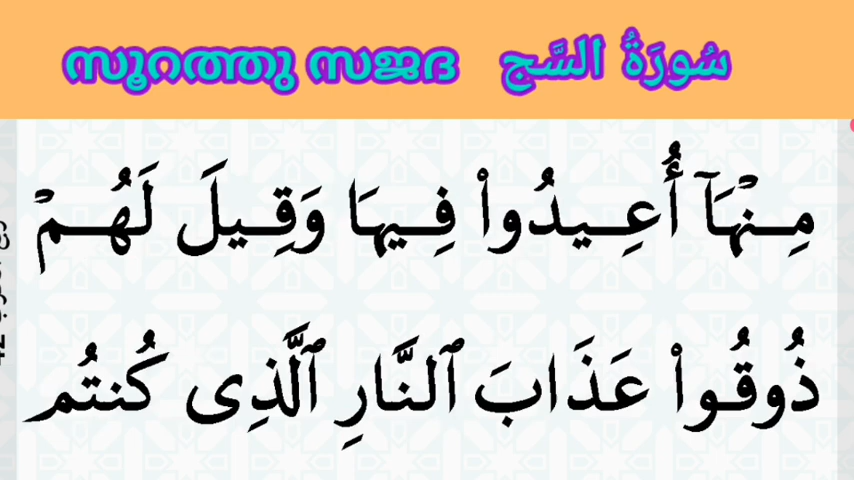 സൂറത്തു സജദ سُورَةُ السَّج
مِنْهَآ أُعِيدُوا۟ فِيهَا وَقِيلَ لَهُمْ
ذُوقُوا۟ عَذَابَ ٱلنَّارِ ٱلَّذِى كُنتُم